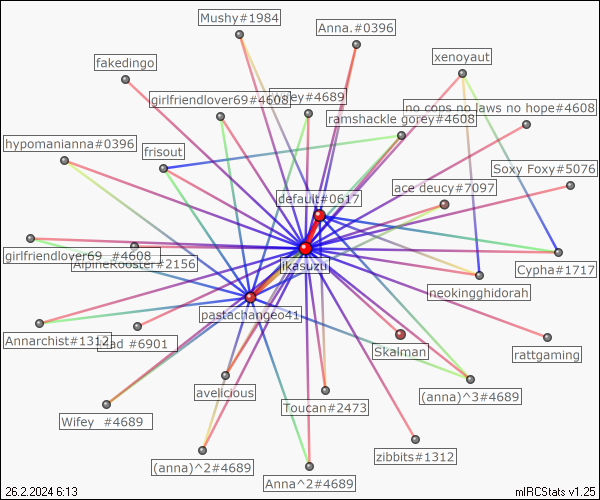 Mushy#1984
Anna.#0396
xenoyaut
fakedingo
girlfriendlover69#4608
ey#4689
no cops no laws no hope#4608
ramshackle gorey#4608
hypomanianna#0396
frisout
Soxy Foxy#5076
ace deucy#7097
default#0617
girlfriendlover69 #4608
AlpineRooster#2156
ikasuzu
Cypha#1717
neokingghidorah
pastachangeo41
Annarchist#1312
#6901
Skalman
rattgaming
avelicious
(anna)^3#4689
Wifey #4689
Toucan#2473
zibbits#1312
(anna)^2#4689
Anna^2#4689
26.2.2024 6:13
mIRCStats v1.25